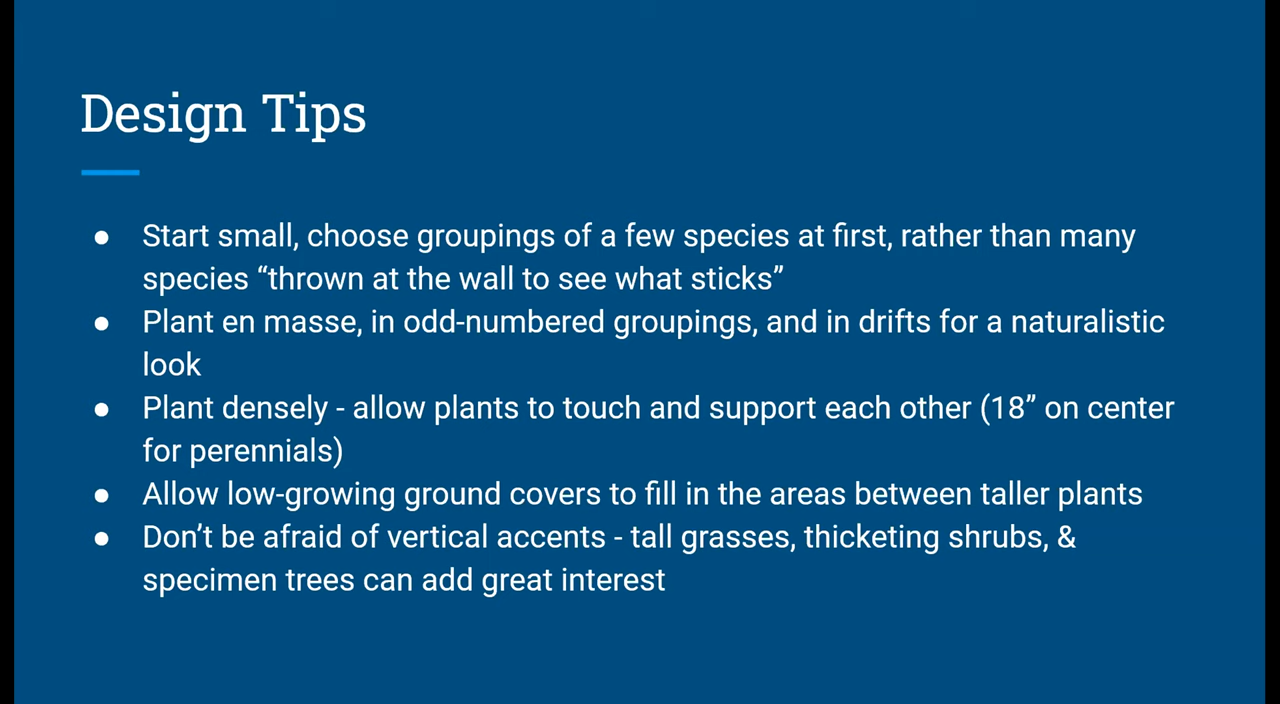 Design Tips
● Start small, choose groupings of a few species at first, rather than many
species “thrown at the wall to see what sticks”
● Plant en masse, in odd-numbered groupings, and in drifts for a naturalistic
look
● Plant densely - allow plants to touch and support each other (18” on center
for perennials)
● Allow low-growing ground covers to fill in the areas between taller plants
● Don’t be afraid of vertical accents - tall grasses, thicketing shrubs, &
specimen trees can add great interest